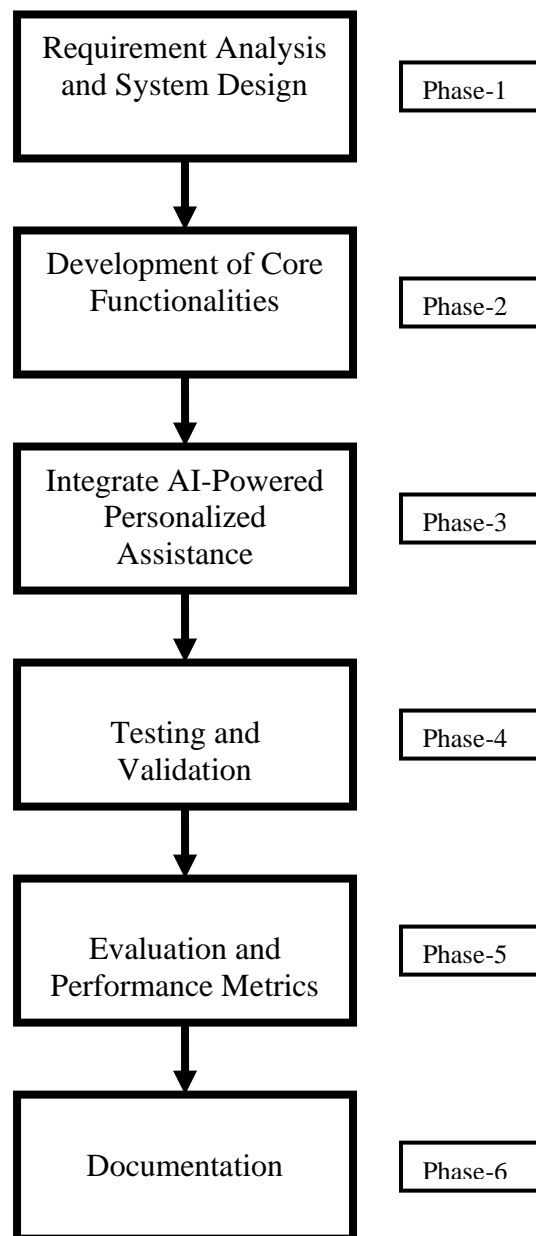 Requirement Analysis
and System Design
Phase-1
Development of Core
Functionalities
Phase-2
Integrate AI-Powered
Personalized
Assistance
Phase-3
Testing and
Validation
Phase-4
Evaluation and
Performance Metrics
Phase-5
Documentation
Phase-6